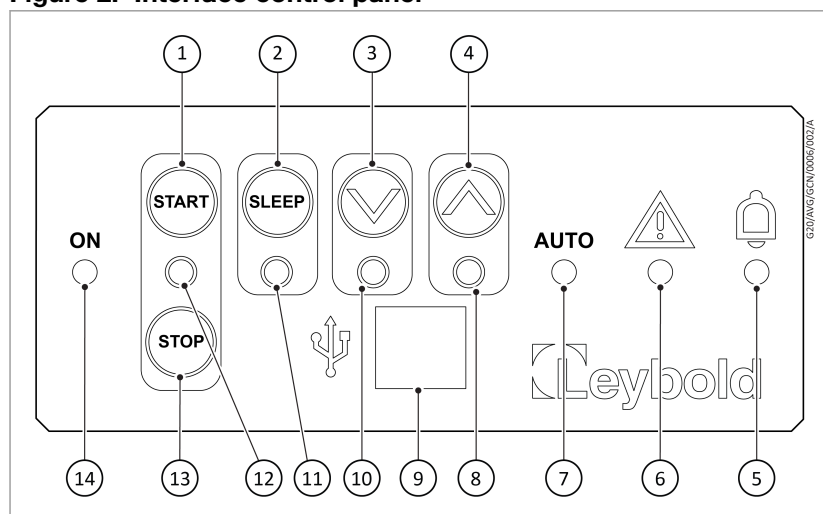 Figure 2. Interface control panel
1 2 3 4
START SLEEP
ON AUTO
STOP
Leybold
14 13 12 11 10 9 8 7 6 5
G20/AVG/GCN/0006/002/A